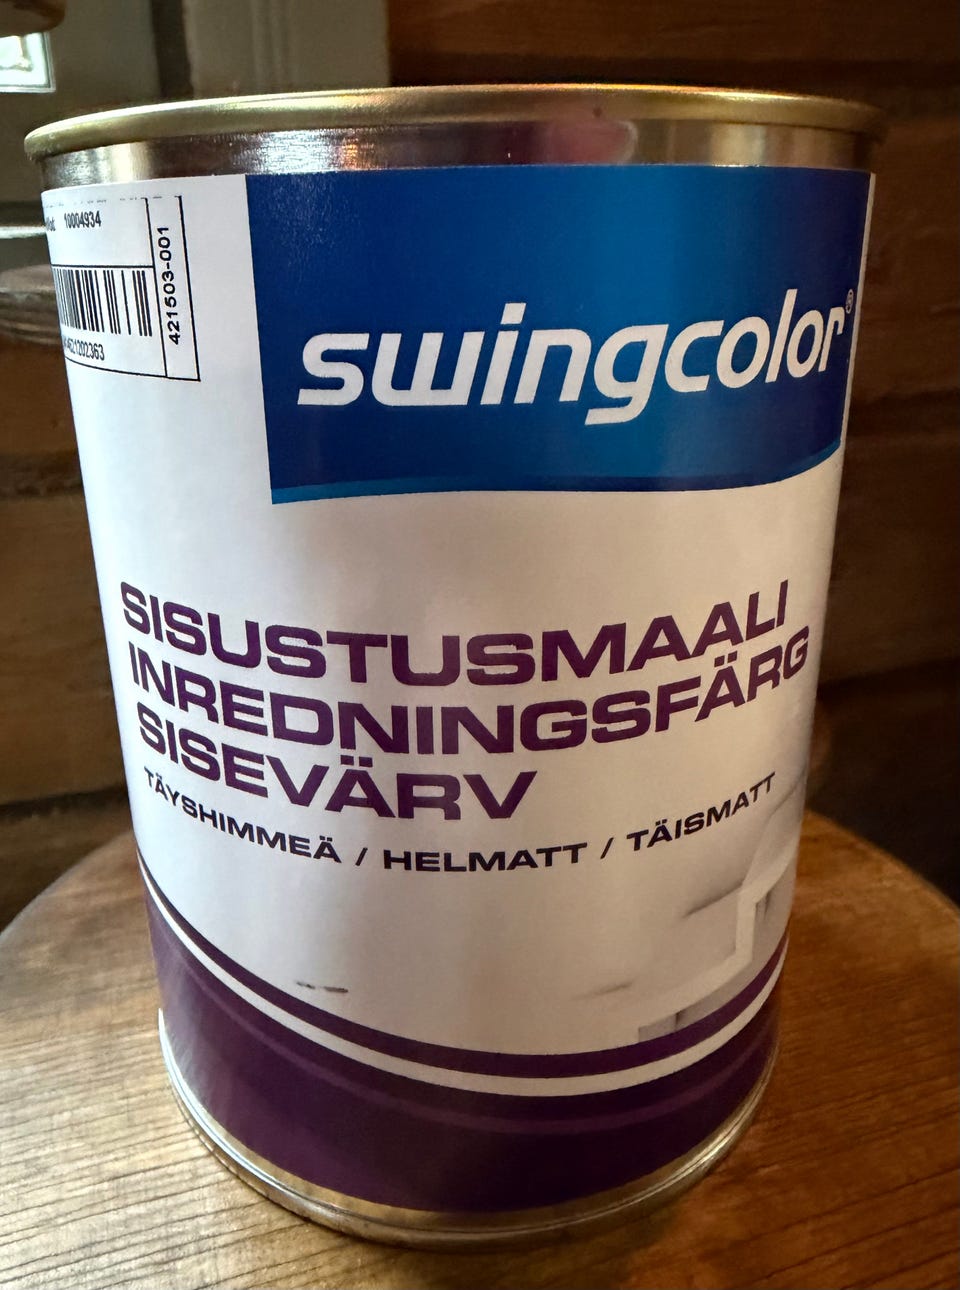 10004934
421503-001
swingcolor®
SISUSTUSMAALI
INREDNINGSFÄRG
SISEVÄRV
TÄYSHIMMEÄ / HELMATT / TÄISMATT